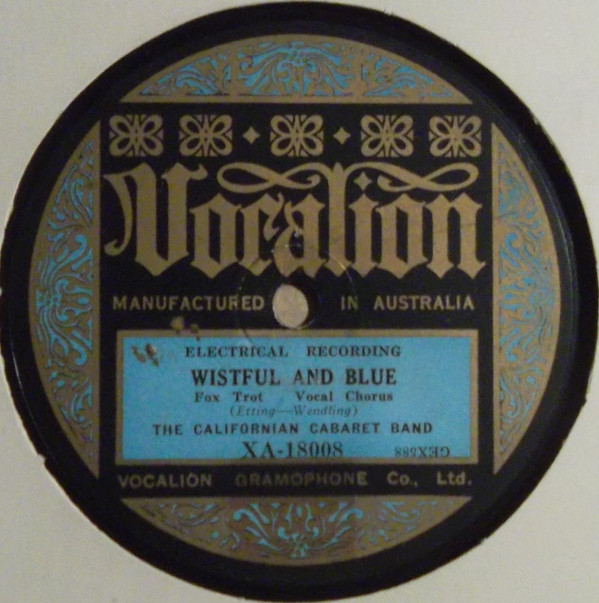 Vocalion
MANUFACTURED IN AUSTRALIA
ELECTRICAL RECORDING
WISTFUL AND BLUE
Fox Trot Vocal Chorus
(Etting—Wendling)
THE CALIFORNIAN CABARET BAND
XA-18008 GEX588
VOCALION GRAMOPHONE Co., Ltd.